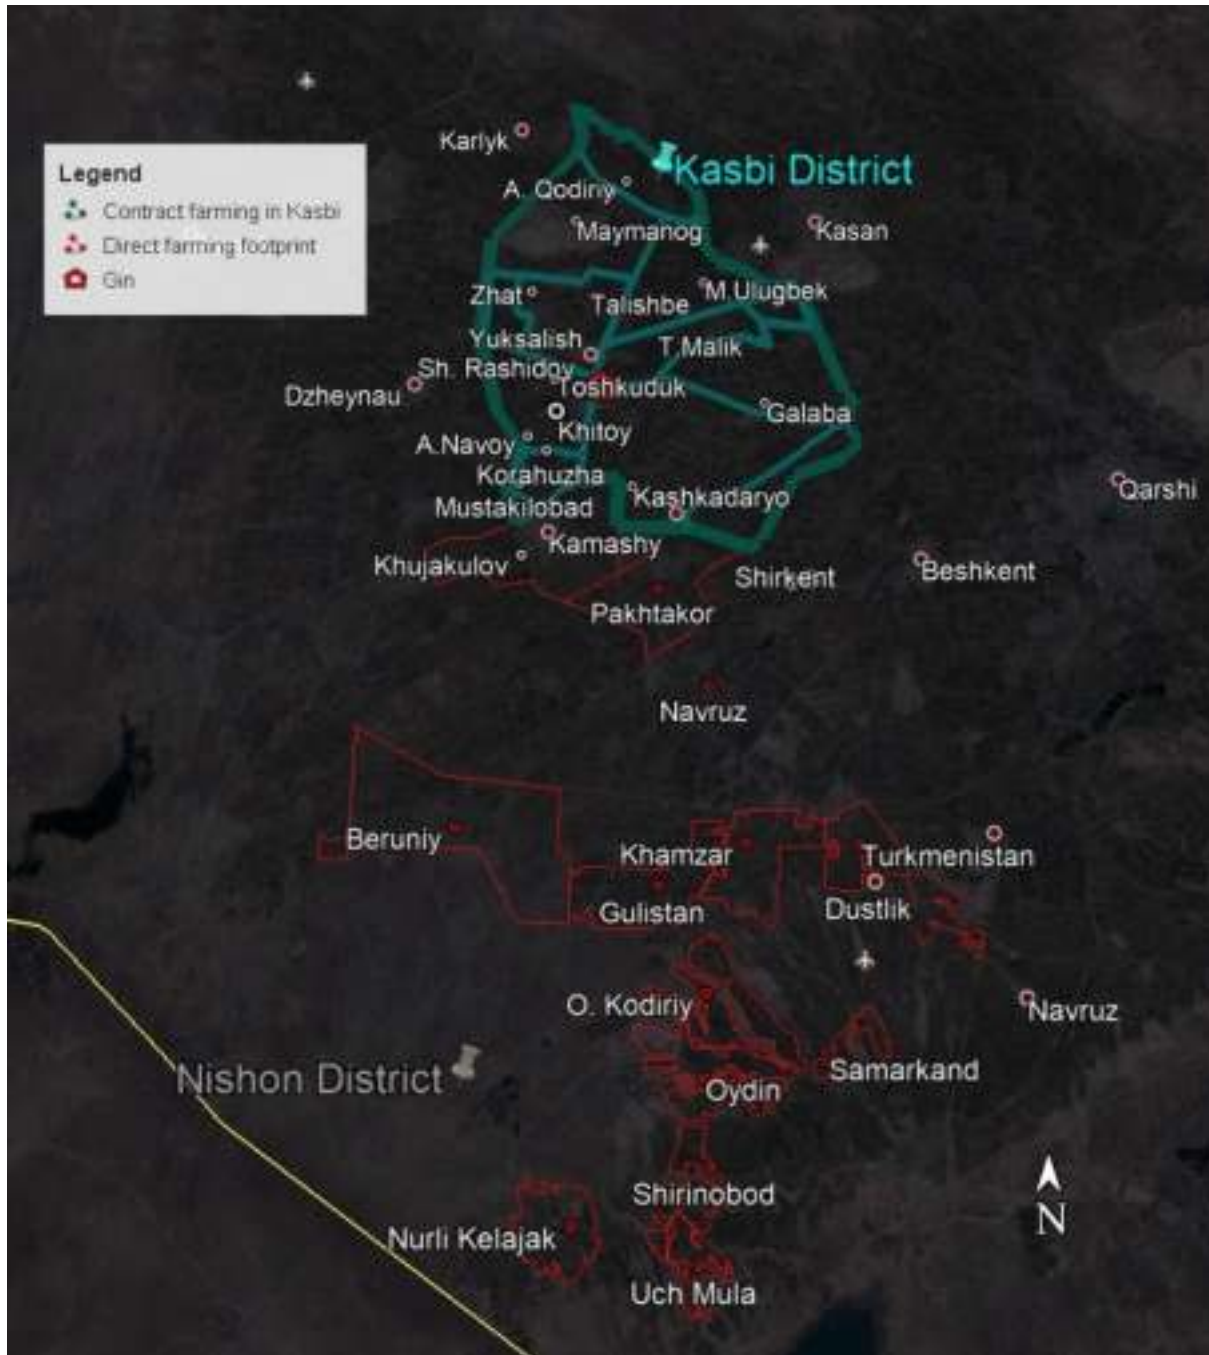 Karlyk
Kasbi District
Legend
Contract farming in Kasbi
Direct farming footprint
Gin
A. Qodiriy
Maymanog
Kasan
Zhat
Talishbe
M.Ulugbek
Yuksalish
T.Malik
Sh. Rashidov
Toshkuduk
Dzheynau
Galaba
Khitoy
A.Navoy
Korahuzha
Kashkadaryo
Qarshi
Mustakilobad
Kamashy
Khujakulov
Shirkent
Beshkent
Pakhtakor
Navruz
Beruniy
Khamzar
Turkmenistan
Gulistan
Dustlik
O. Kodiriy
Navruz
Nishon District
Samarkand
Oydin
Shirinobod
N
Nurli Kelajak
Uch Mula